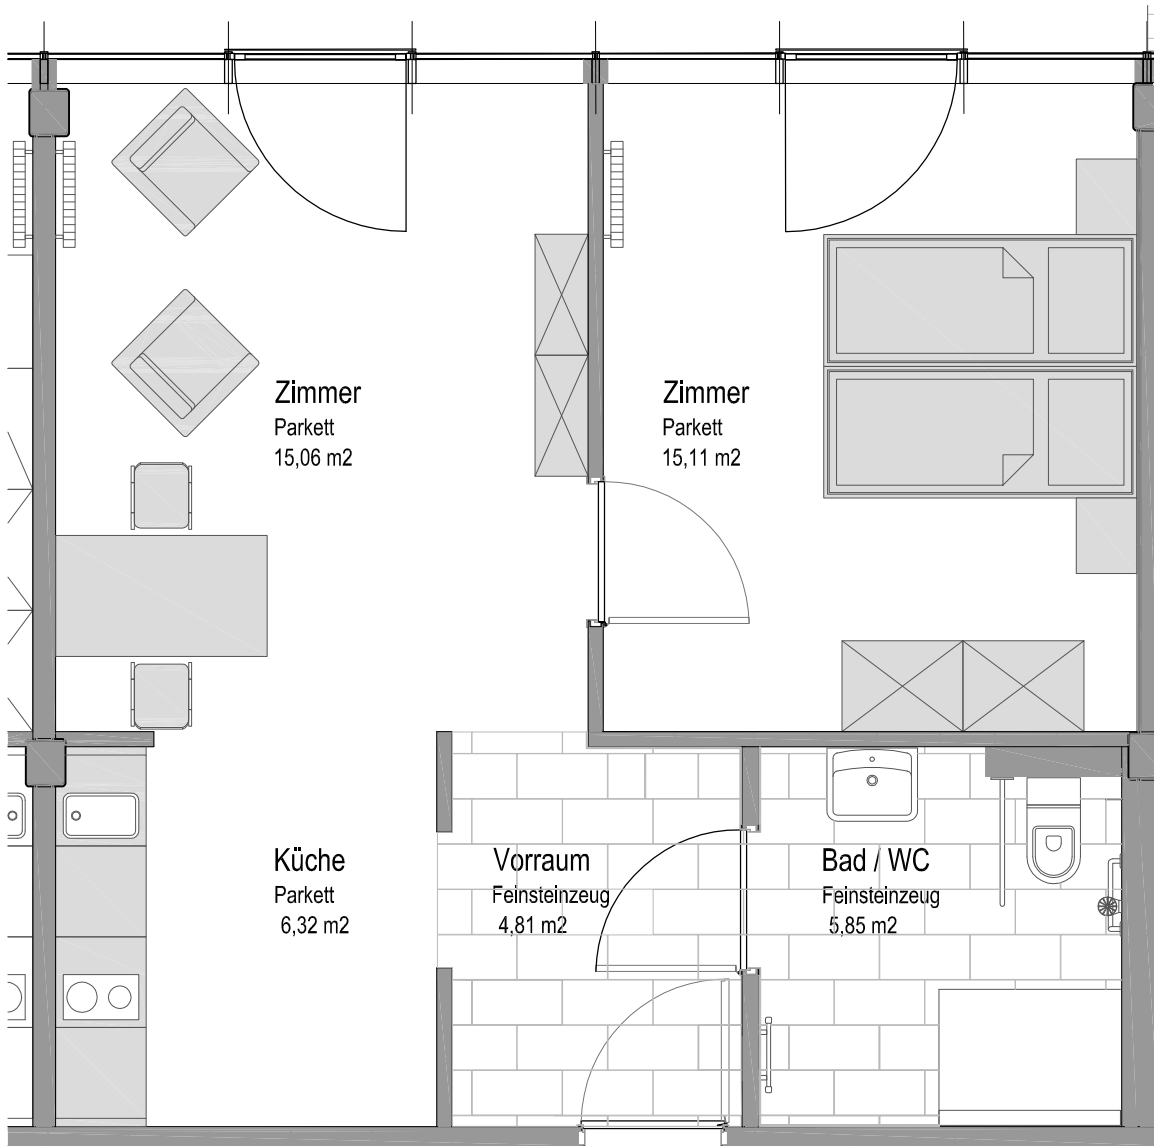 Zimmer
Parkett
15,06 m2
Zimmer
Parkett
15,11 m2
Küche
Parkett
6,32 m2
Vorraum
Feinsteinzeug
4,81 m2
Bad / WC
Feinsteinzeug
5,85 m2